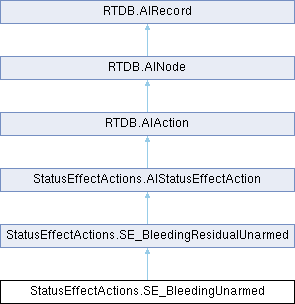 RTDB.AIRecord
RTDB.AINode
RTDB.AIAction
StatusEffectActions.AIStatusEffectAction
StatusEffectActions.SE_BleedingResidualUnarmed
StatusEffectActions.SE_BleedingUnarmed